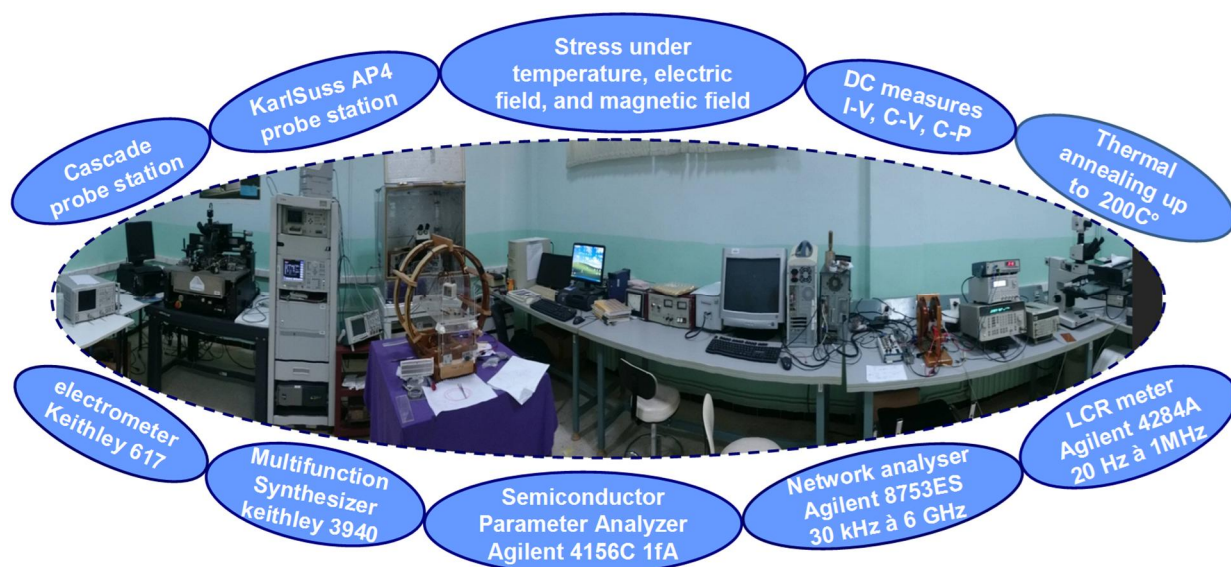 Stress under
temperature, electric
field, and magnetic field
KarlSuss AP4
probe station
DC measures
I-V, C-V, C-P
Cascade
probe station
Thermal
annealing up
to 200C°
electrometer
Keithley 617
Multifunction
Synthesizer
keithley 3940
Semiconductor
Parameter Analyzer
Agilent 4156C 1fA
Network analyser
Agilent 8753ES
30 kHz à 6 GHz
LCR meter
Agilent 4284A
20 Hz à 1MHz